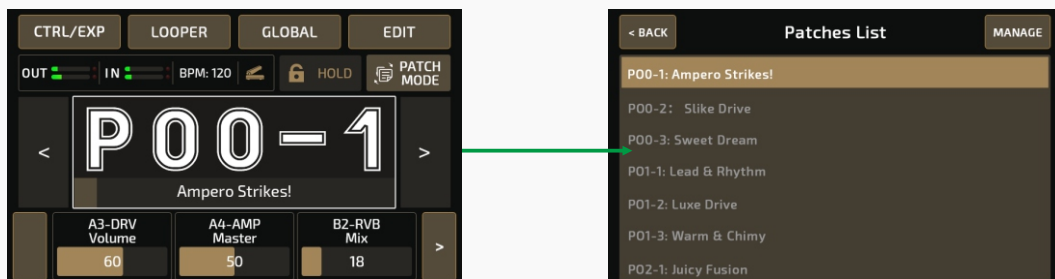 CTRL/EXP LOOPER GLOBAL EDIT
OUT IN BPM: 120 HOLD PATCH MODE
< P00-1 >
Ampero Strikes!
A3-DRV Volume 60
A4-AMP Master 50
B2-RVB Mix 18
>
< BACK Patches List MANAGE
P00-1: Ampero Strikes!
P00-2: Slike Drive
P00-3: Sweet Dream
P01-1: Lead & Rhythm
P01-2: Luxe Drive
P01-3: Warm & Chimy
P02-1: Juicy Fusion